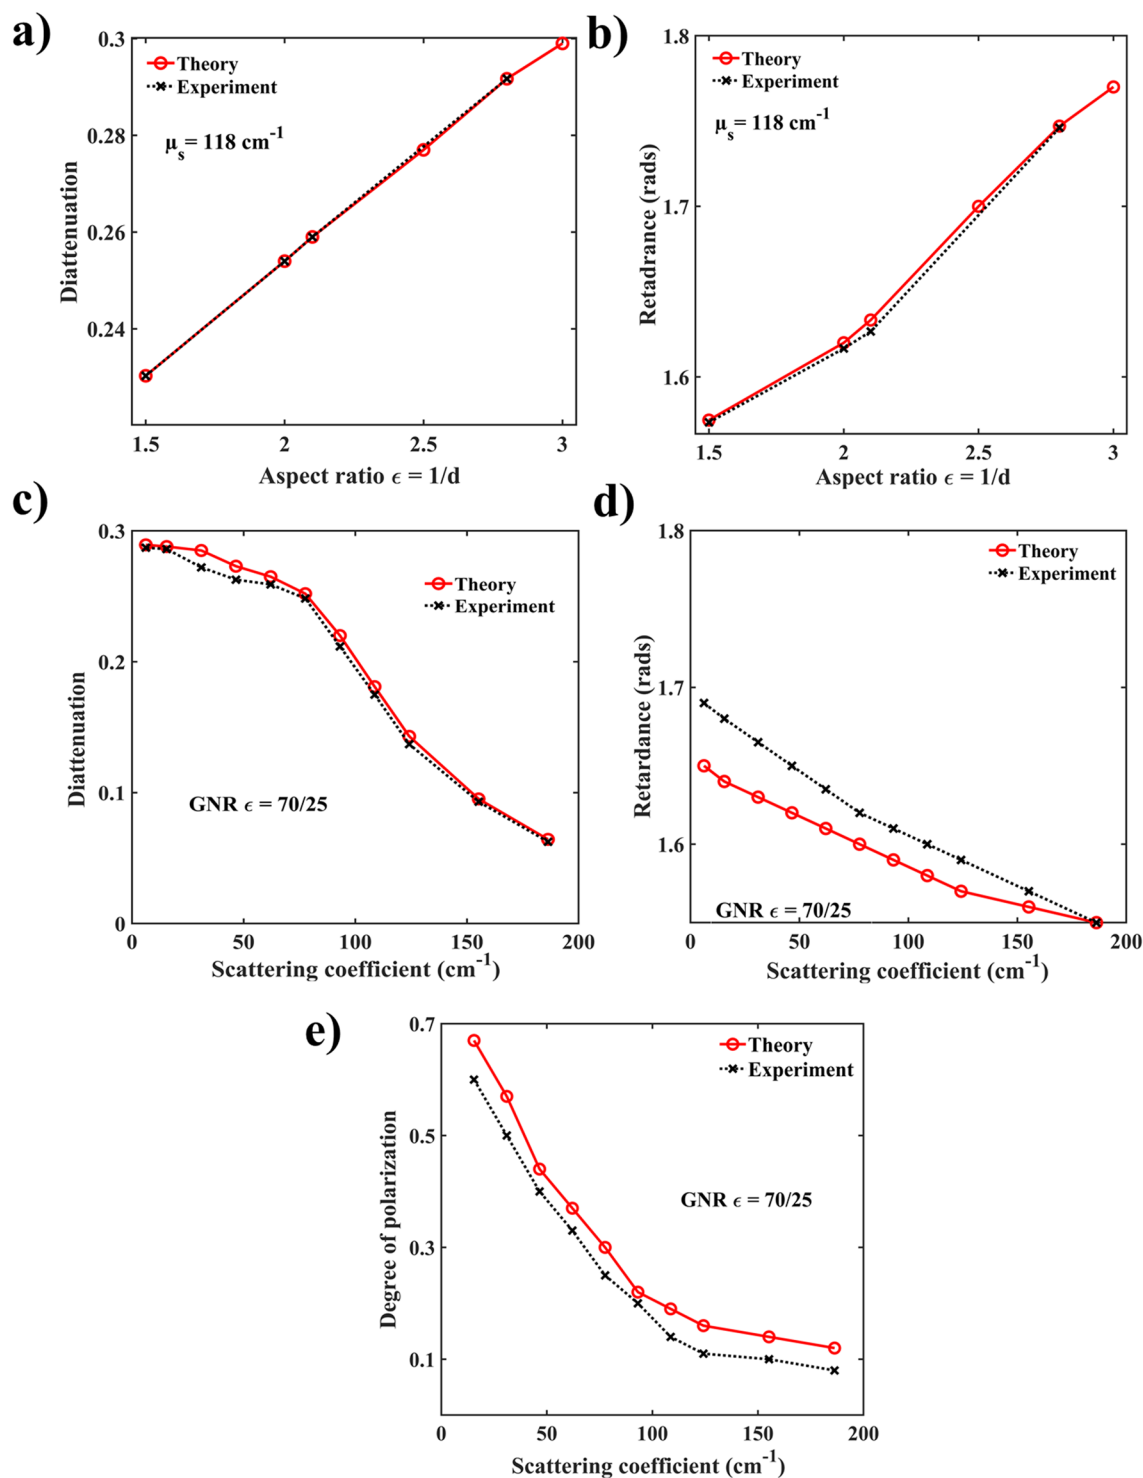 a)
0.3
0.28
0.26
0.24
Diattenuation
Theory
Experiment
μs = 118 cm-1
1.5 2 2.5 3
Aspect ratio ϵ = 1/d
b)
1.8
1.7
1.6
Retadrance (rads)
Theory
Experiment
μs = 118 cm-1
1.5 2 2.5 3
Aspect ratio ϵ = 1/d
c)
0.3
0.2
0.1
0
Diattenuation
Theory
Experiment
GNR ϵ = 70/25
0 50 100 150 200
Scattering coefficient (cm-1)
d)
1.8
1.7
1.6
Retardance (rads)
Theory
Experiment
GNR ϵ = 70/25
0 50 100 150 200
Scattering coefficient (cm-1)
e)
0.7
0.5
0.3
0.1
Degree of polarization
Theory
Experiment
GNR ϵ = 70/25
0 50 100 150 200
Scattering coefficient (cm-1)